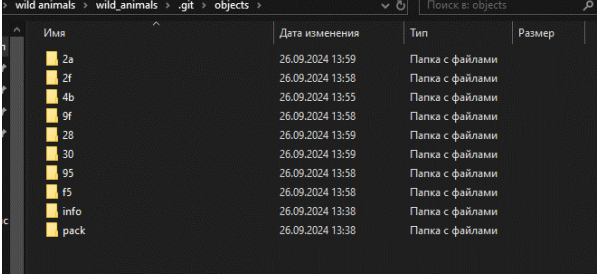 wild animals > wild_animals > .git > objects >
Поиск в: objects
Имя Дата изменения Тип Размер
2a 26.09.2024 13:59 Папка с файлами
2f 26.09.2024 13:58 Папка с файлами
4b 26.09.2024 13:55 Папка с файлами
9f 26.09.2024 13:58 Папка с файлами
28 26.09.2024 13:59 Папка с файлами
30 26.09.2024 13:59 Папка с файлами
95 26.09.2024 13:58 Папка с файлами
f5 26.09.2024 13:58 Папка с файлами
info 26.09.2024 13:38 Папка с файлами
pack 26.09.2024 13:38 Папка с файлами